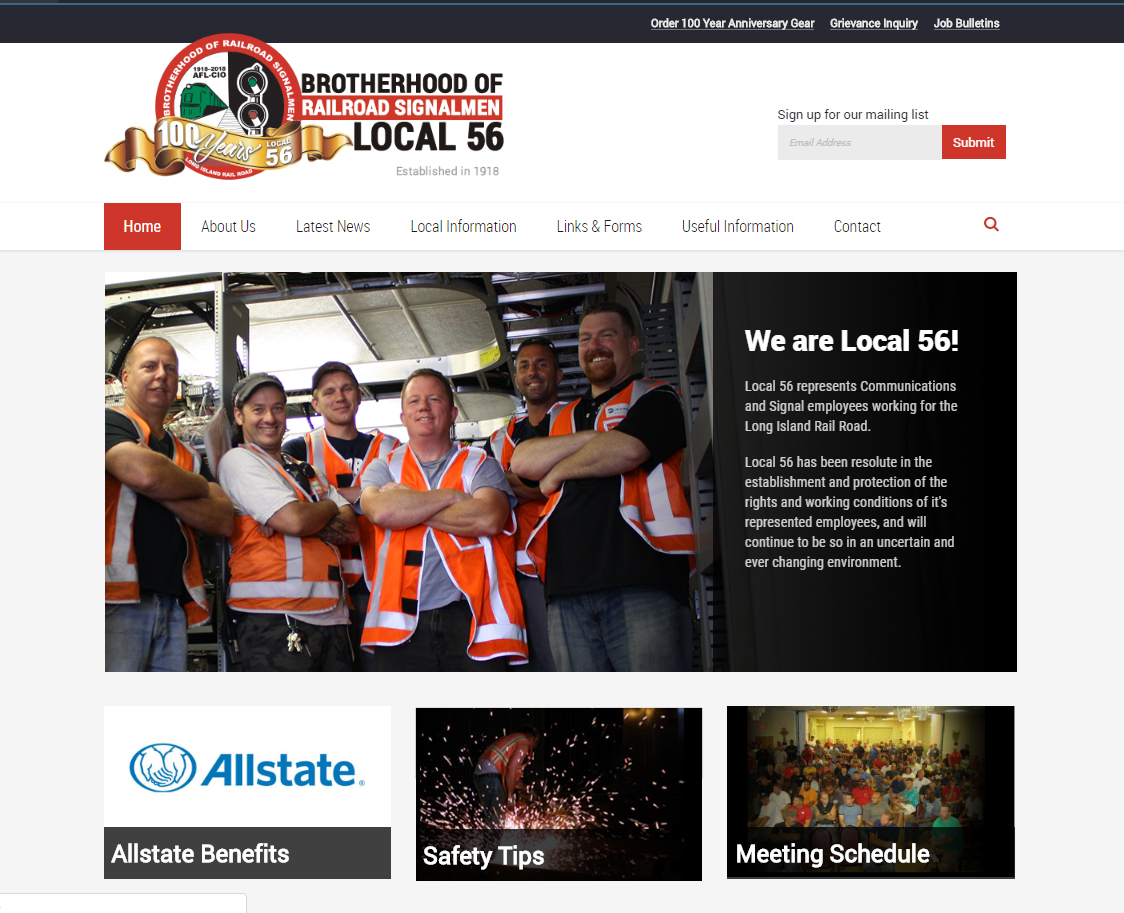 Order 100 Year Anniversary Gear Grievance Inquiry Job Bulletins
BROTHERHOOD OF RAILROAD SIGNALMEN
1918-2018
AFL-CIO
100 Years
LOCAL
56
LONG ISLAND RAIL ROAD
BROTHERHOOD OF
RAILROAD SIGNALMEN
LOCAL 56
Established in 1918
Sign up for our mailing list
Email Address Submit
Home About Us Latest News Local Information Links & Forms Useful Information Contact
We are Local 56!
Local 56 represents Communications
and Signal employees working for the
Long Island Rail Road.
Local 56 has been resolute in the
establishment and protection of the
rights and working conditions of it's
represented employees, and will
continue to be so in an uncertain and
ever changing environment.
Allstate®
Allstate Benefits
Safety Tips
Meeting Schedule